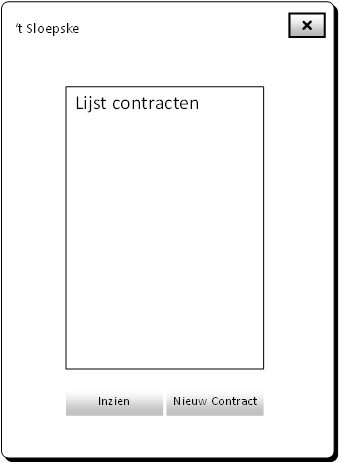 't Sloepske
Lijst contracten
Inzien
Nieuw Contract